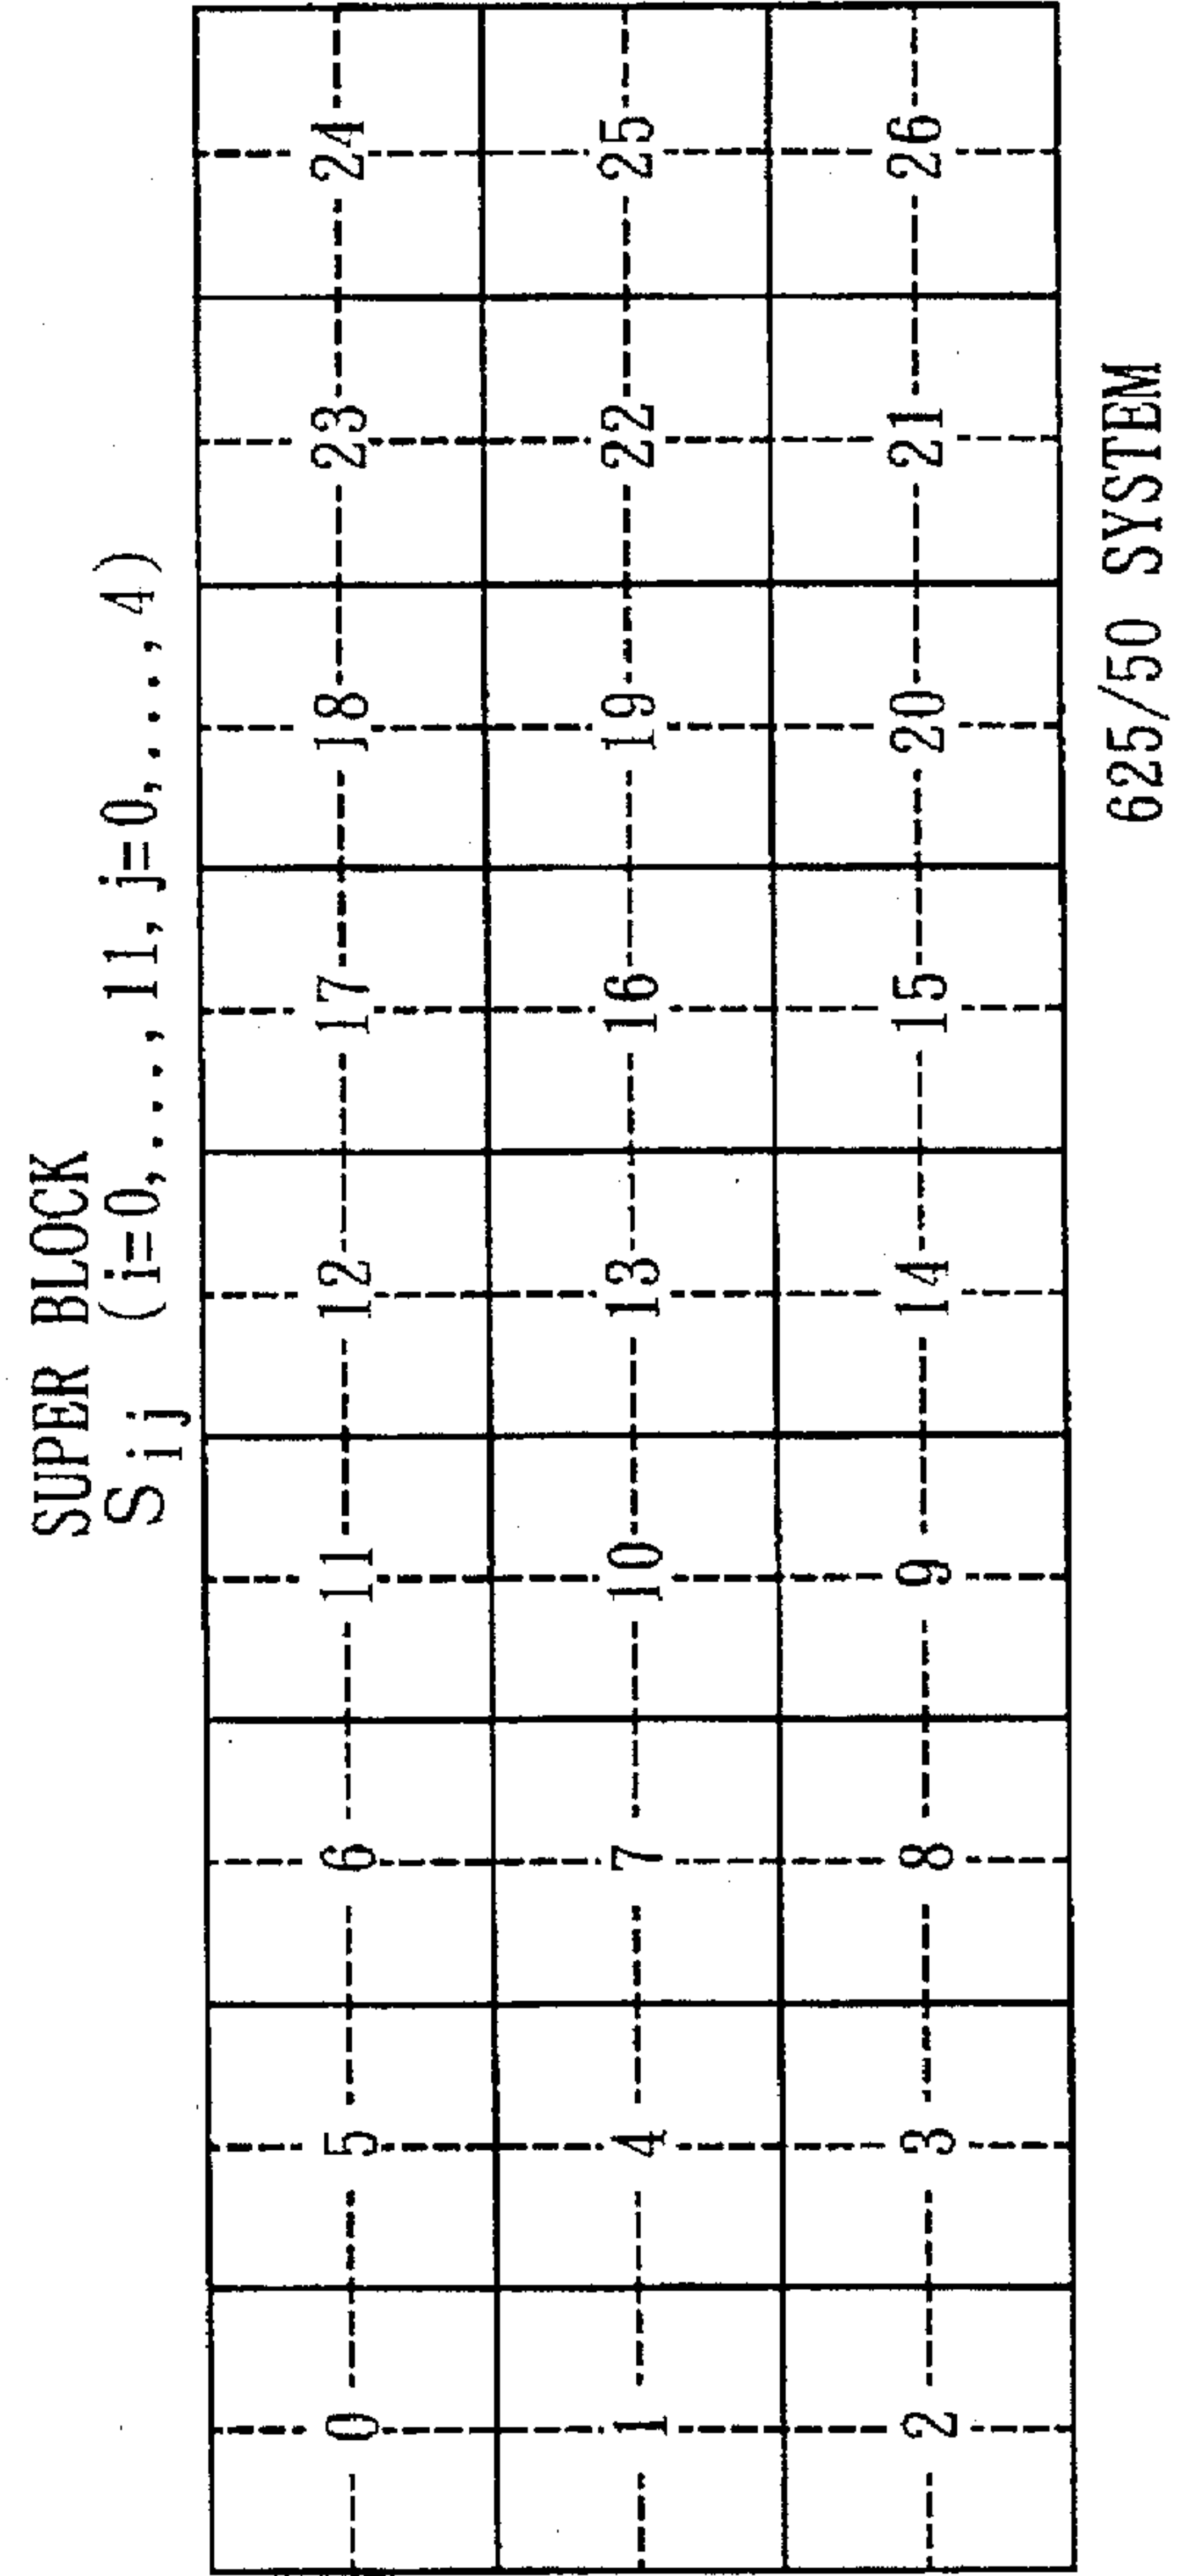 SUPER BLOCK
S i j (i=0,...., 11, j=0,...., 4)
0 5 6 11 12 17 18 23 24
1 4 7 10 13 16 19 22 25
2 3 8 9 14 15 20 21 26
625/50 SYSTEM